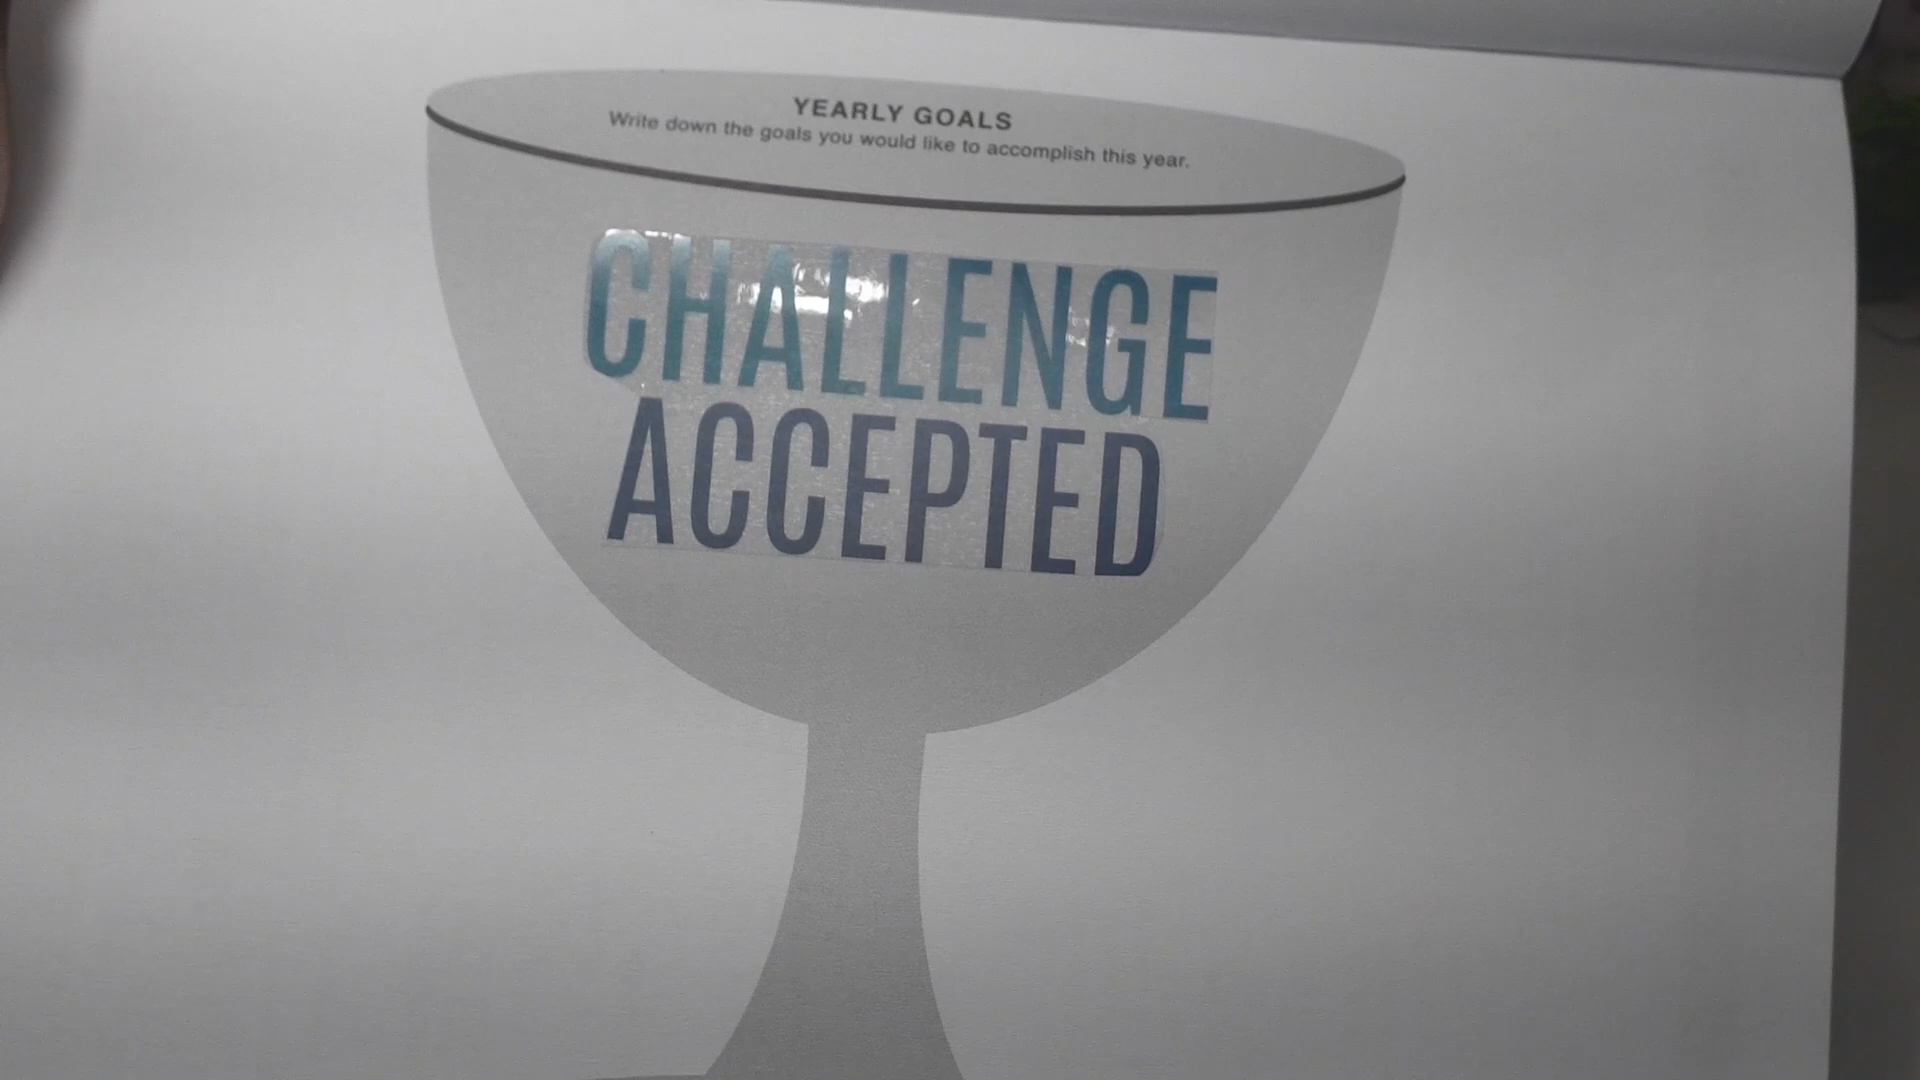 YEARLY GOALS
Write down the goals you would like to accomplish this year.
CHALLENGE
ACCEPTED